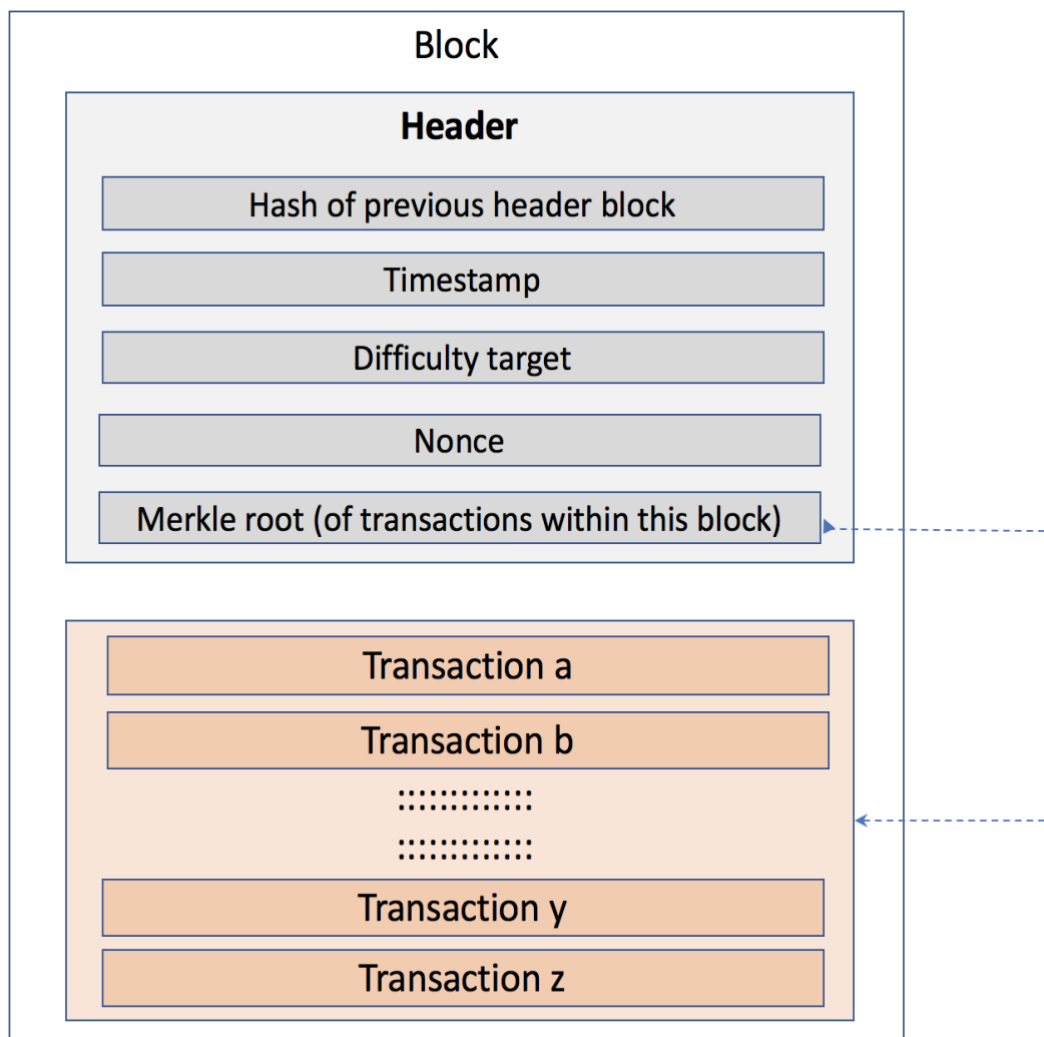 Block
Header
Hash of previous header block
Timestamp
Difficulty target
Nonce
Merkle root (of transactions within this block)
Transaction a
Transaction b
:::::::::::::
:::::::::::::
Transaction y
Transaction z